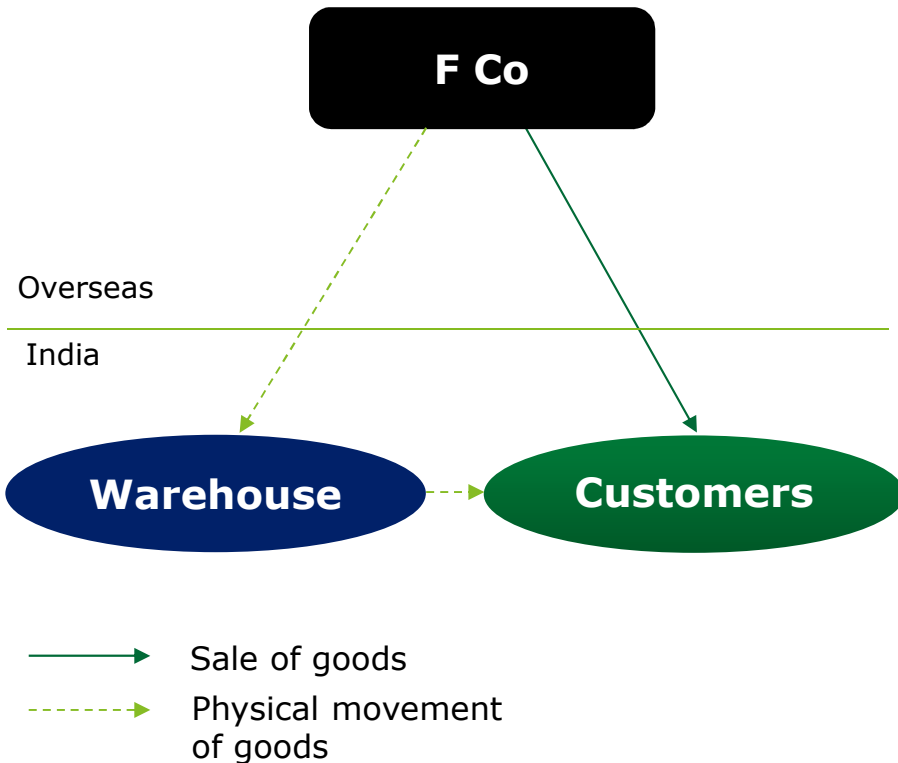 F Co
Overseas
India
Warehouse
Customers
Sale of goods
Physical movement
of goods